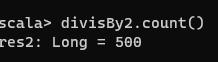 scala> divisBy2.count()
res2: Long = 500